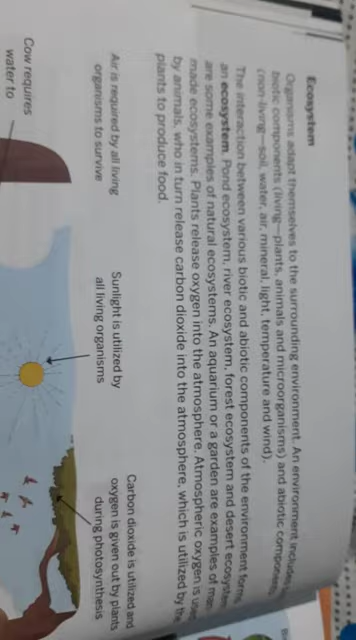 Ecosystem
Organisms adapt themselves to the surrounding environment. An environment includes
biotic components (living—plants, animals and microorganisms) and abiotic components
(non-living—soil, water, air, mineral, light, temperature and wind).
The interaction between various biotic and abiotic components of the environment form
an ecosystem. Pond ecosystem, river ecosystem, forest ecosystem and desert ecosystem
are some examples of natural ecosystems. An aquarium or a garden are examples of
made ecosystems. Plants release oxygen into the atmosphere. Atmospheric oxygen is
by animals, who in turn release carbon dioxide into the atmosphere, which is utilized by
plants to produce food.
Air is required by all living
organisms to survive
Sunlight is utilized by
all living organisms
Carbon dioxide is utilized and
oxygen is given out by plants
during photosynthesis
Cow requires
water to